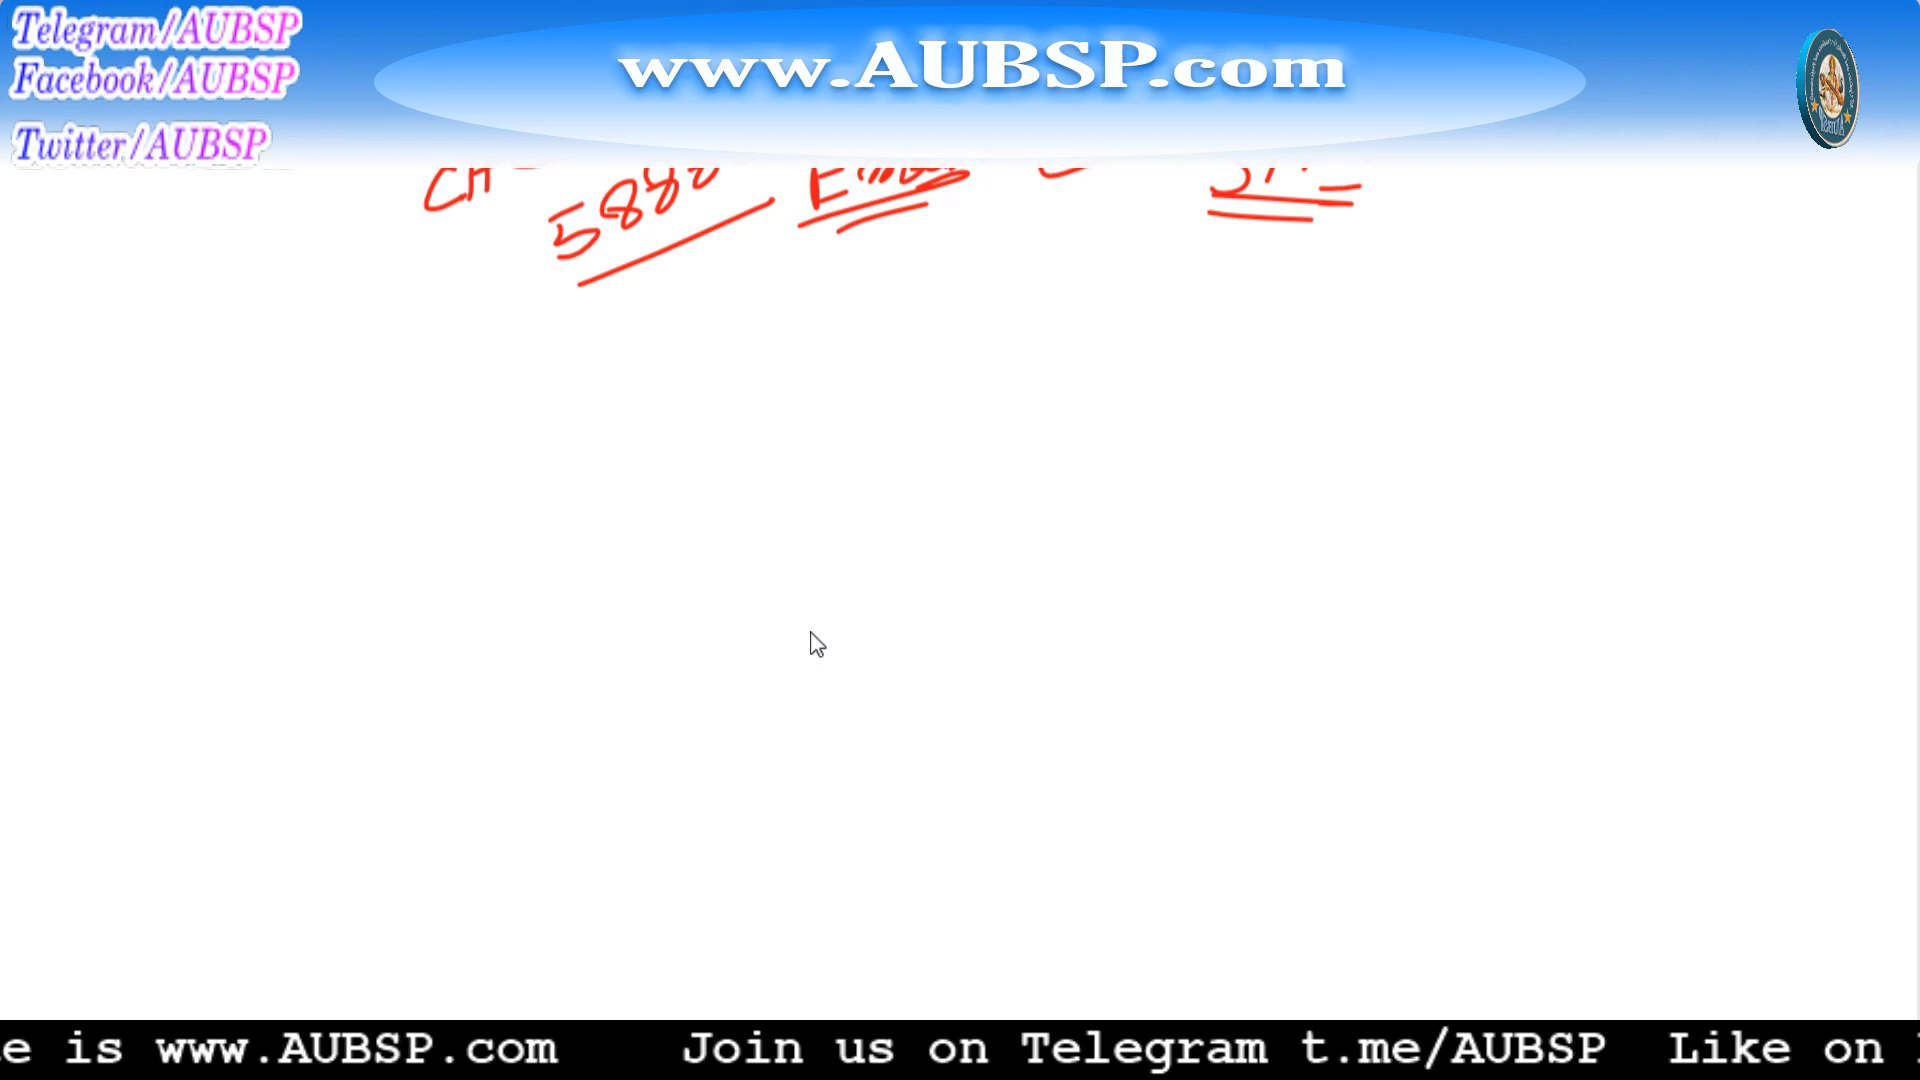 Telegram/AUBSP
Facebook/AUBSP
Twitter/AUBSP
www.AUBSP.com
5888
e is www.AUBSP.com Join us on Telegram t.me/AUBSP Like on